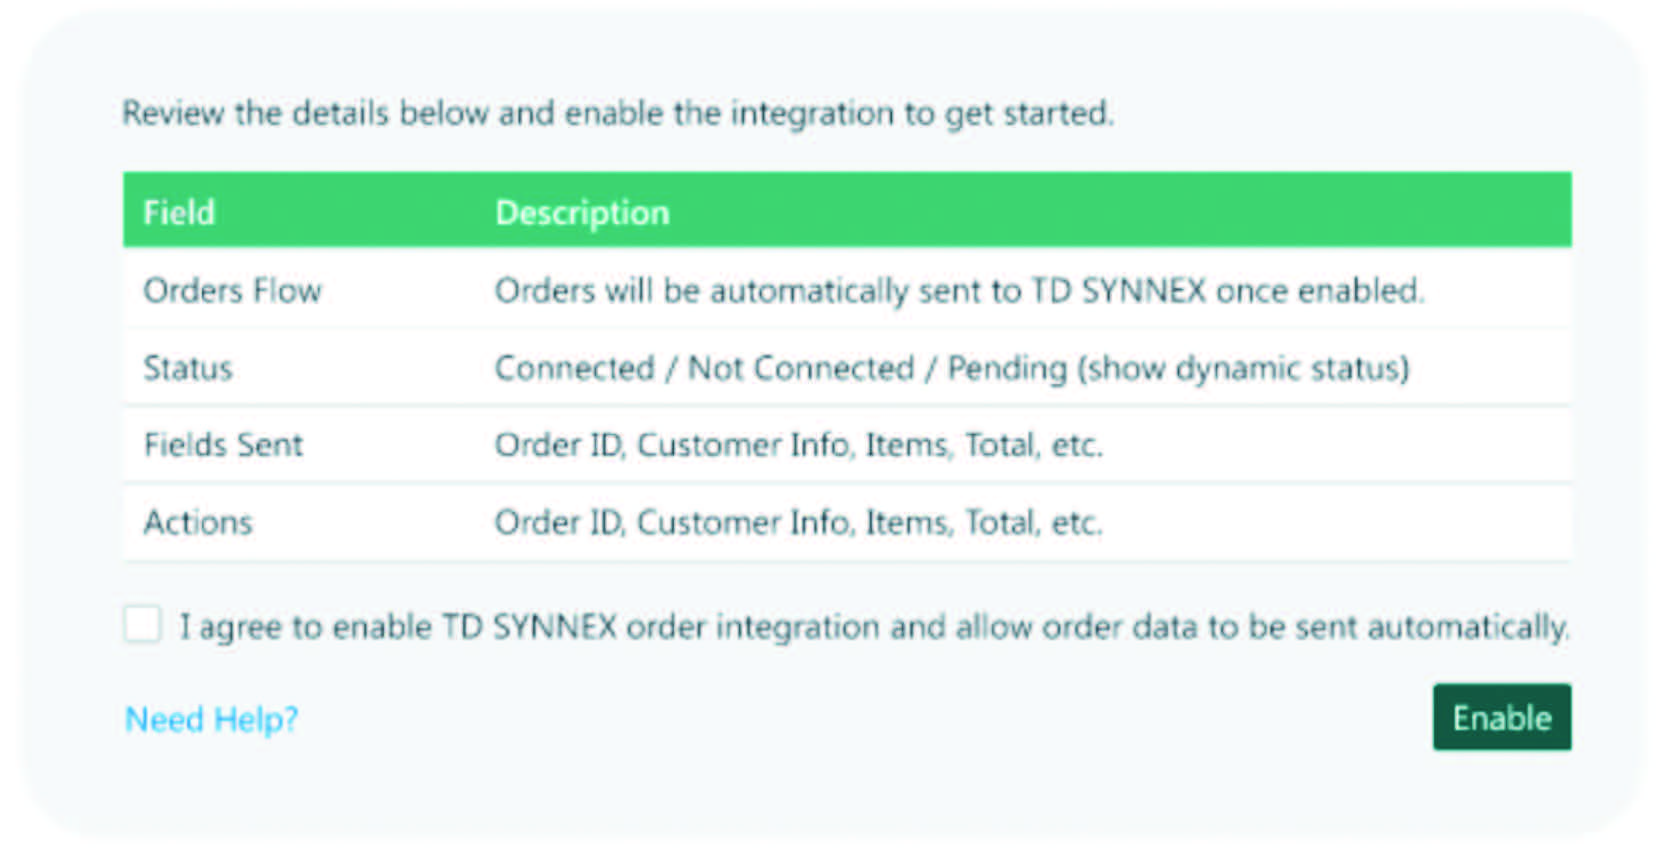 Review the details below and enable the integration to get started.
Field Description
Orders Flow Orders will be automatically sent to TD SYNNEX once enabled.
Status Connected / Not Connected / Pending (show dynamic status)
Fields Sent Order ID, Customer Info, Items, Total, etc.
Actions Order ID, Customer Info, Items, Total, etc.
I agree to enable TD SYNNEX order integration and allow order data to be sent automatically.
Need Help? Enable